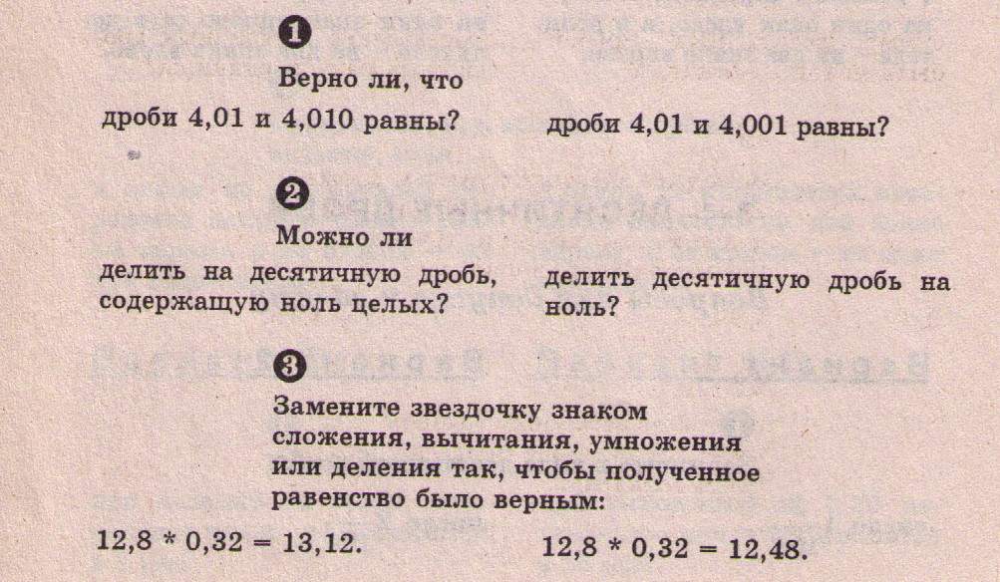 1
Верно ли, что
дроби 4,01 и 4,010 равны?
дроби 4,01 и 4,001 равны?
2
Можно ли
делить на десятичную дробь,
содержащую ноль целых?
делить десятичную дробь на
ноль?
3
Замените звездочку знаком
сложения, вычитания, умножения
или деления так, чтобы полученное
равенство было верным:
12,8 * 0,32 = 13,12.
12,8 * 0,32 = 12,48.